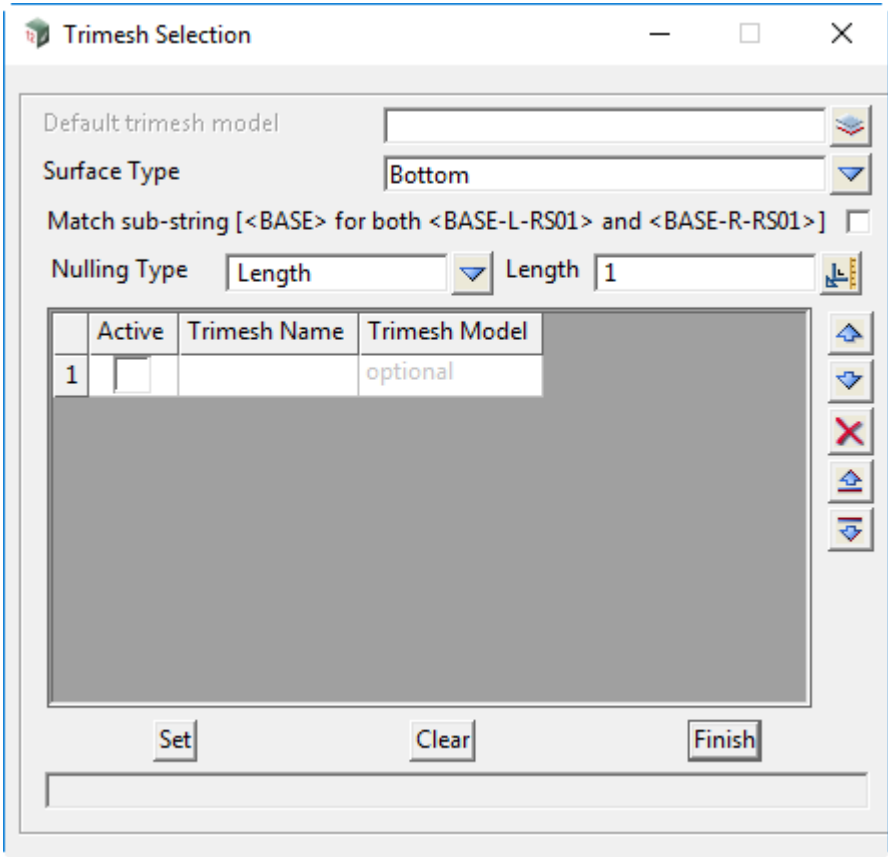 Trimesh Selection
Default trimesh model
Surface Type Bottom
Match sub-string [<BASE> for both <BASE-L-RS01> and <BASE-R-RS01>]
Nulling Type Length Length 1
Active Trimesh Name Trimesh Model
1 optional
Set Clear Finish